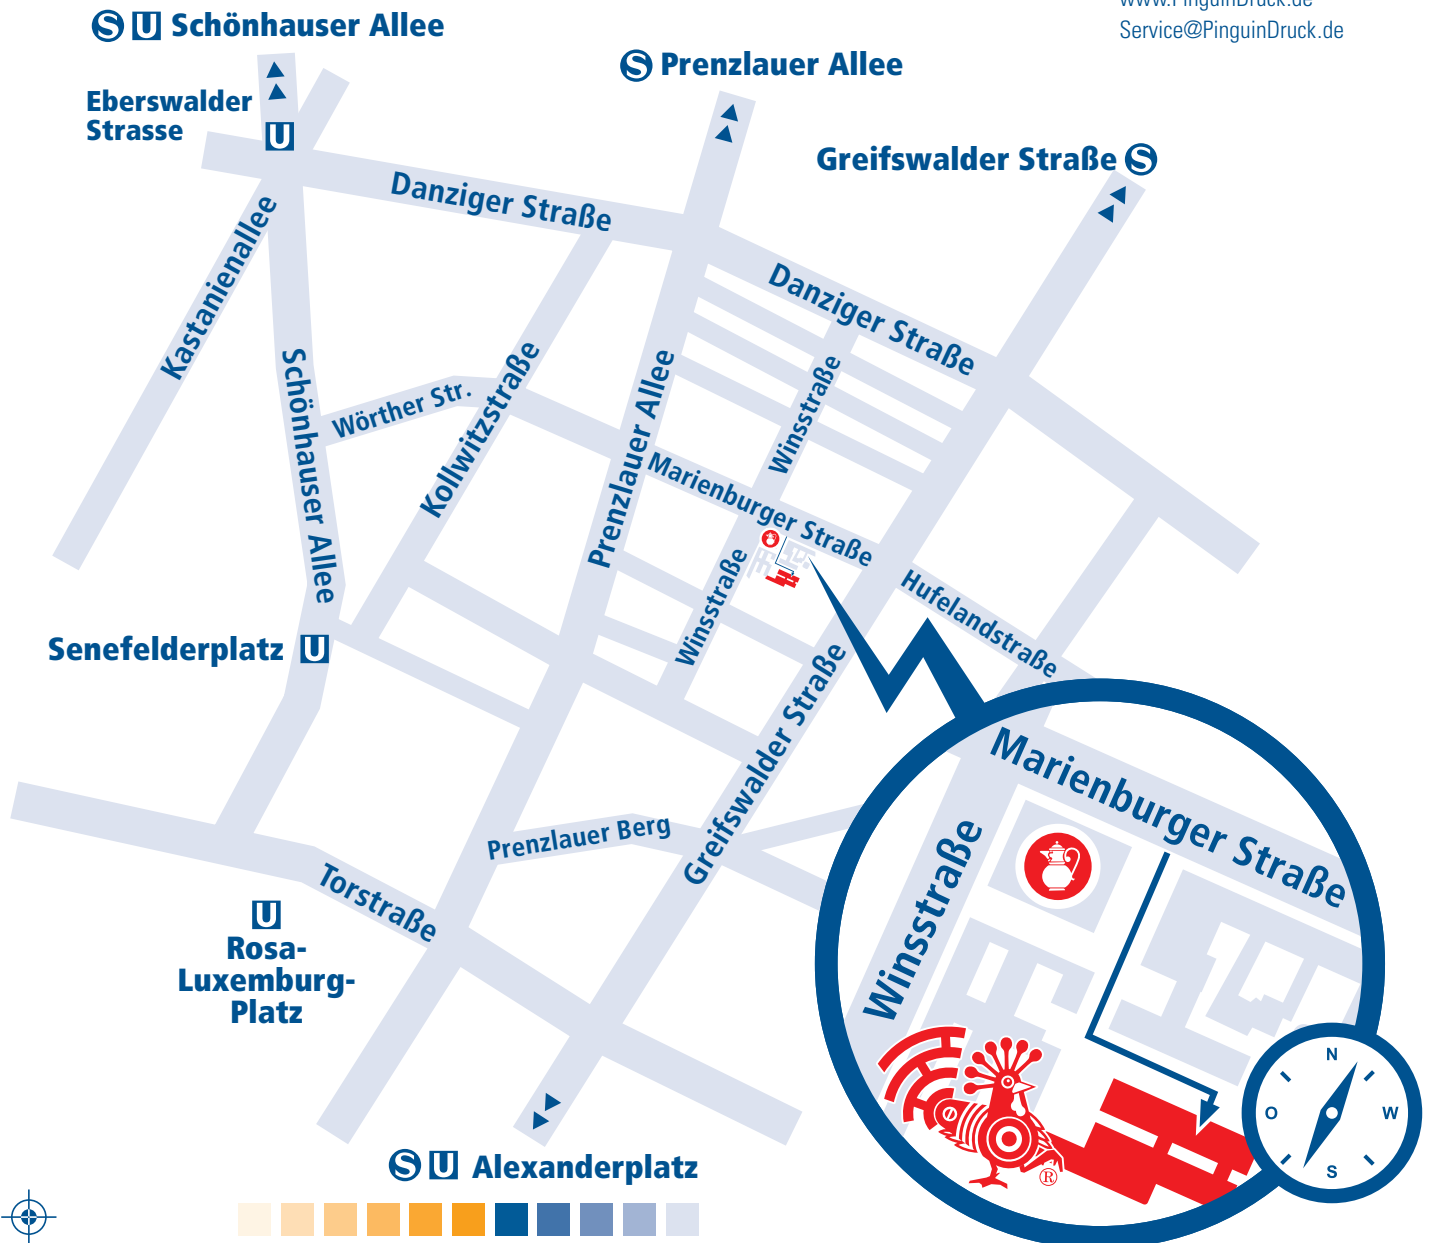 www.PinguinDruck.de
Service@PinguinDruck.de
S U Schönhauser Allee
S Prenzlauer Allee
Eberswalder
Strasse
U
Greifswalder Straße S
Danziger Straße
Kastanienallee
Danziger Straße
Schönhauser Allee
Wörther Str.
Kollwitzstraße
Prenzlauer Allee
Winsstraße
Marienburger Straße
Winsstraße
Hufelandstraße
Senefelderplatz U
Greifswalder Straße
Prenzlauer Berg
Torstraße
U
Rosa-
Luxemburg-
Platz
Marienburger Straße
Winsstraße
N
O
W
S
®
S U Alexanderplatz